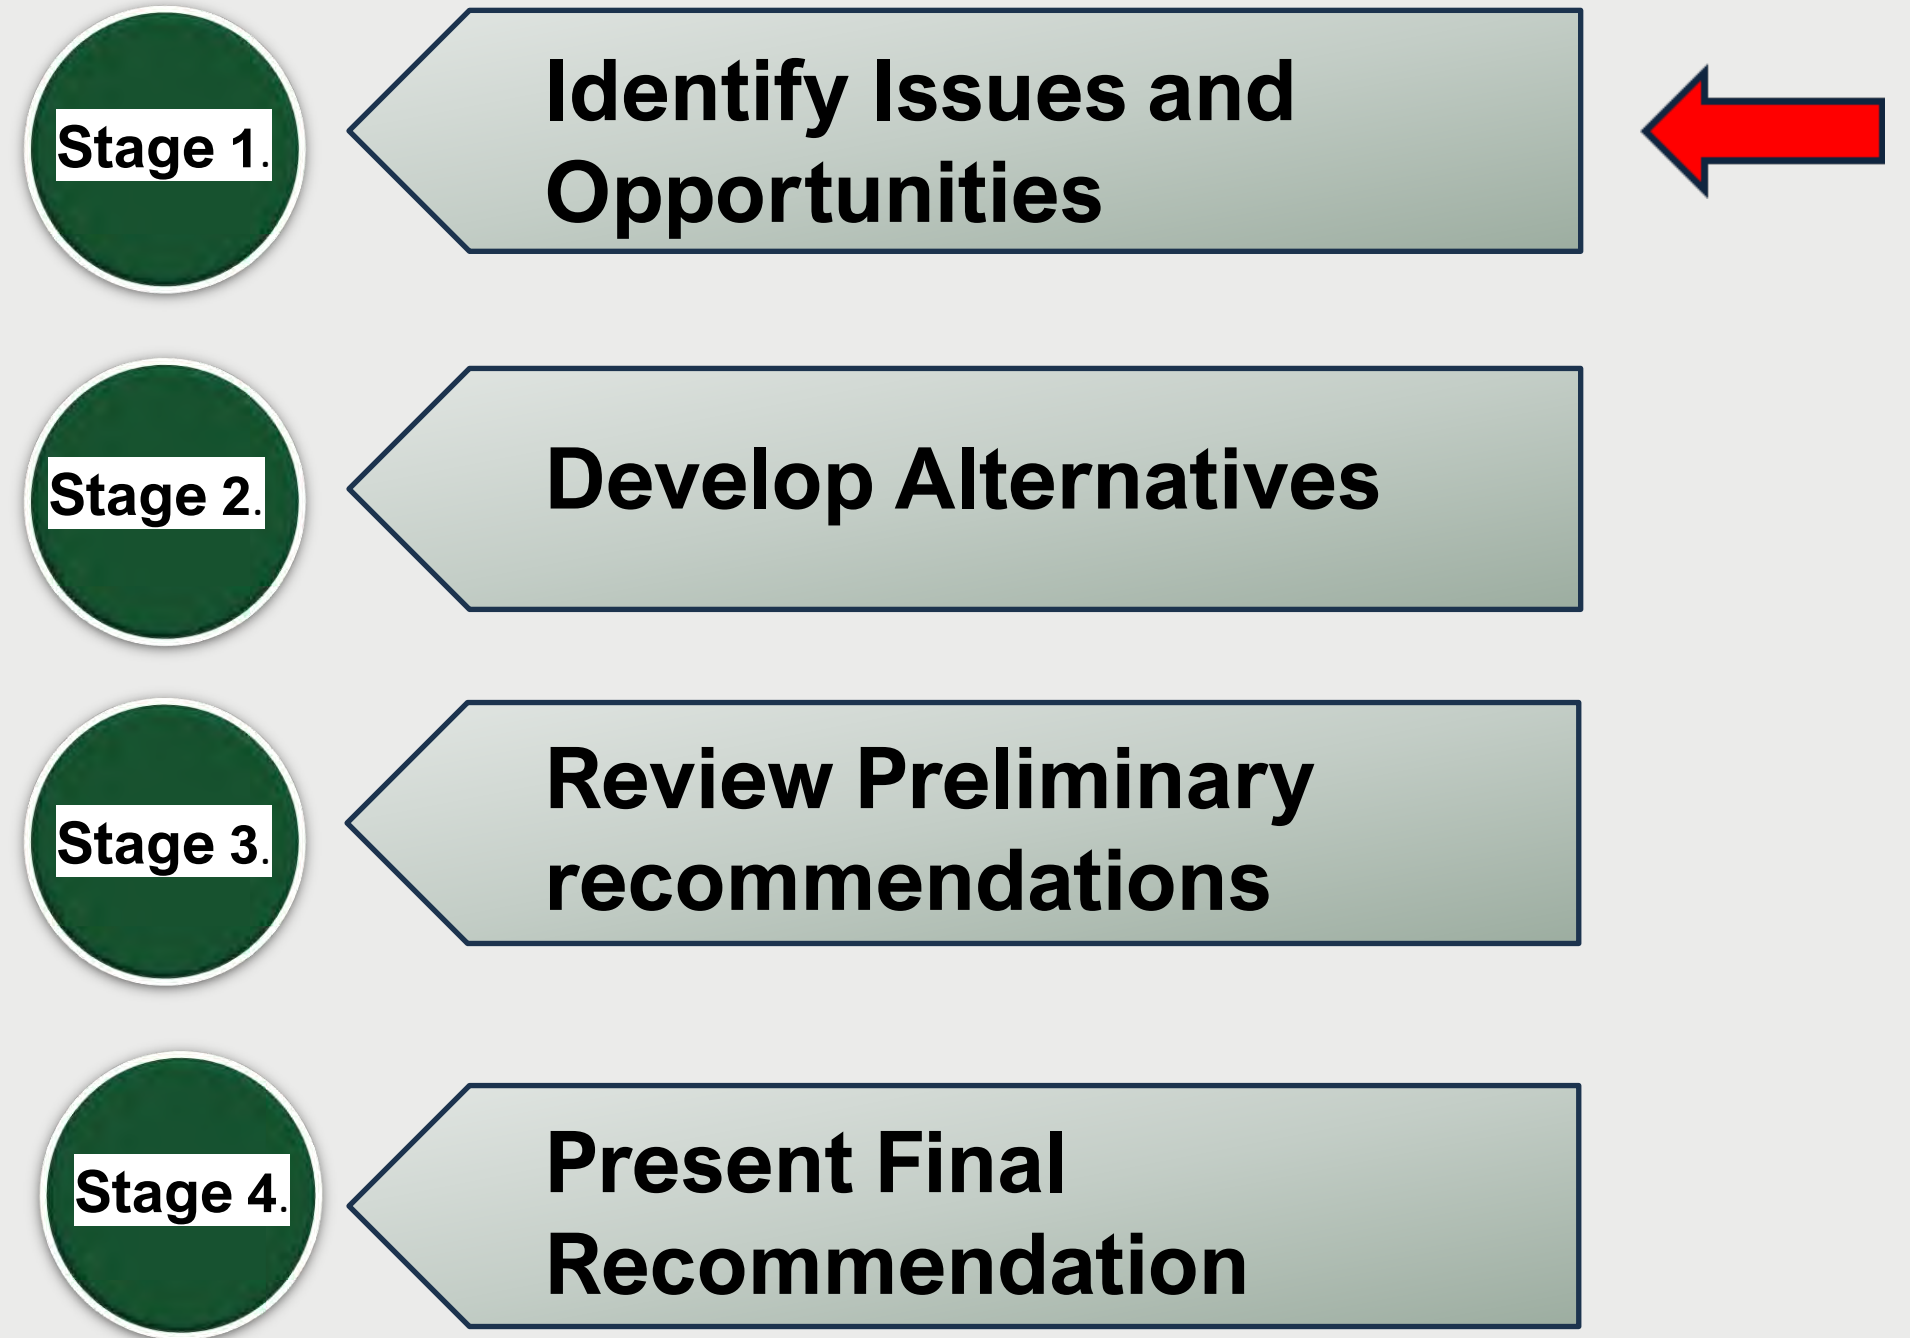 Stage 1.
Identify Issues and
Opportunities
Stage 2.
Develop Alternatives
Stage 3.
Review Preliminary
recommendations
Stage 4.
Present Final
Recommendation